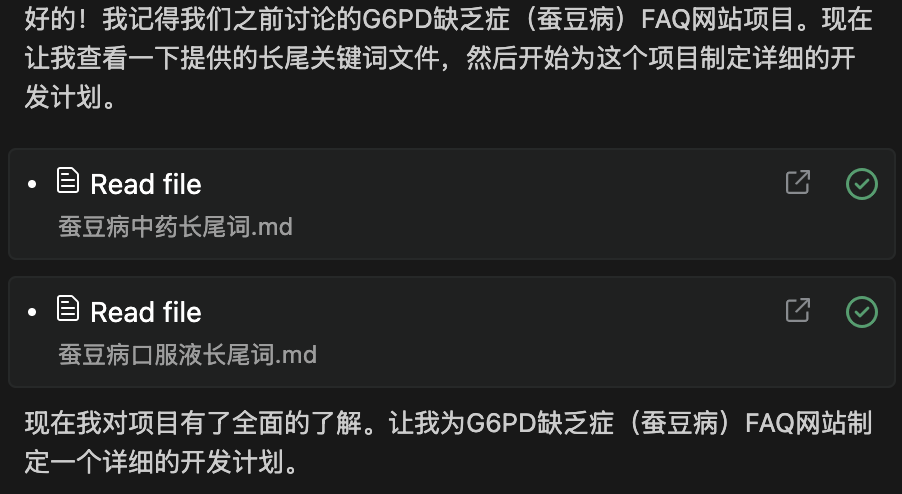 好的！我记得我们之前讨论的G6PD缺乏症（蚕豆病）FAQ网站项目。现在
让我查看一下提供的长尾关键词文件，然后开始为这个项目制定详细的开
发计划。
• Read file
蚕豆病中药长尾词.md
• Read file
蚕豆病口服液长尾词.md
现在我对项目有了全面的了解。让我为G6PD缺乏症（蚕豆病）FAQ网站制
定一个详细的开发计划。